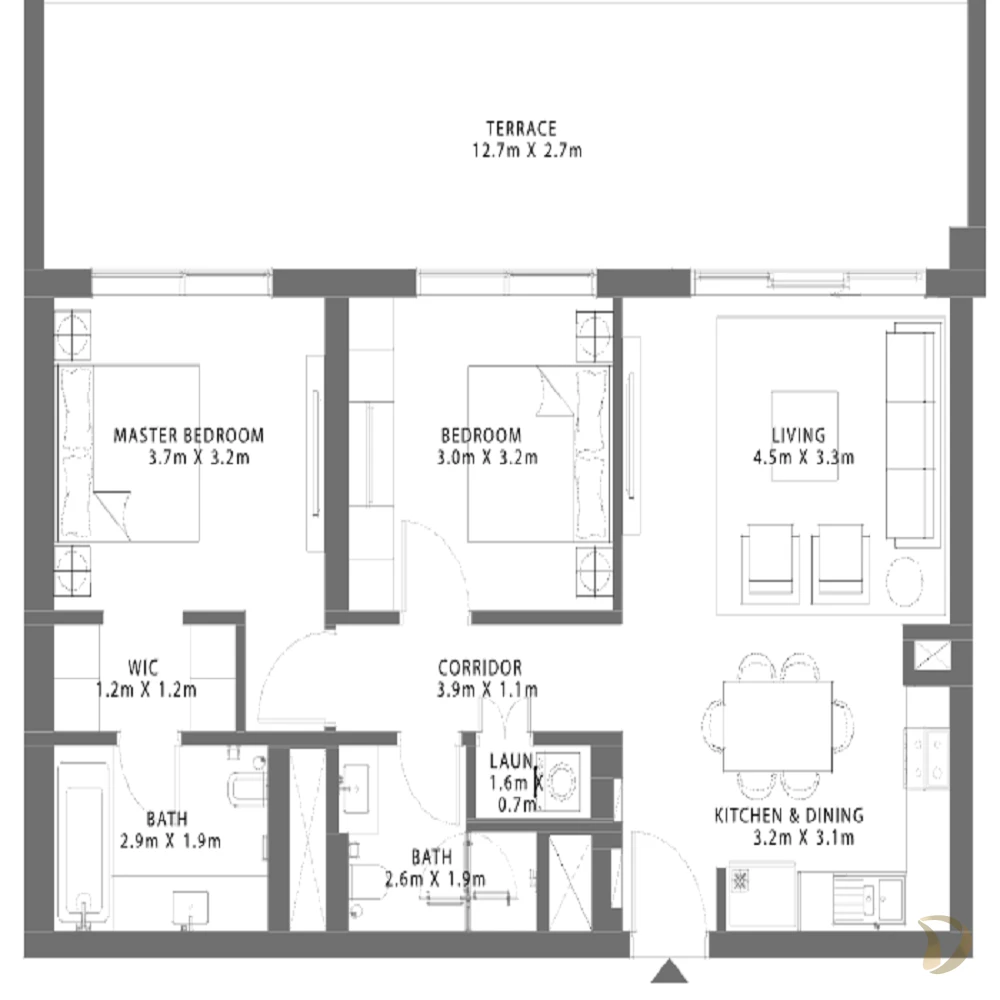 TERRACE
12.7m X 2.7m
MASTER BEDROOM
3.7m X 3.2m
BEDROOM
3.0m X 3.2m
LIVING
4.5m X 3.3m
WIC
1.2m X 1.2m
CORRIDOR
3.9m X 1.1m
LAUN.
1.6m X
0.7m.
BATH
2.9m X 1.9m
KITCHEN & DINING
3.2m X 3.1m
BATH
2.6m X 1.9m